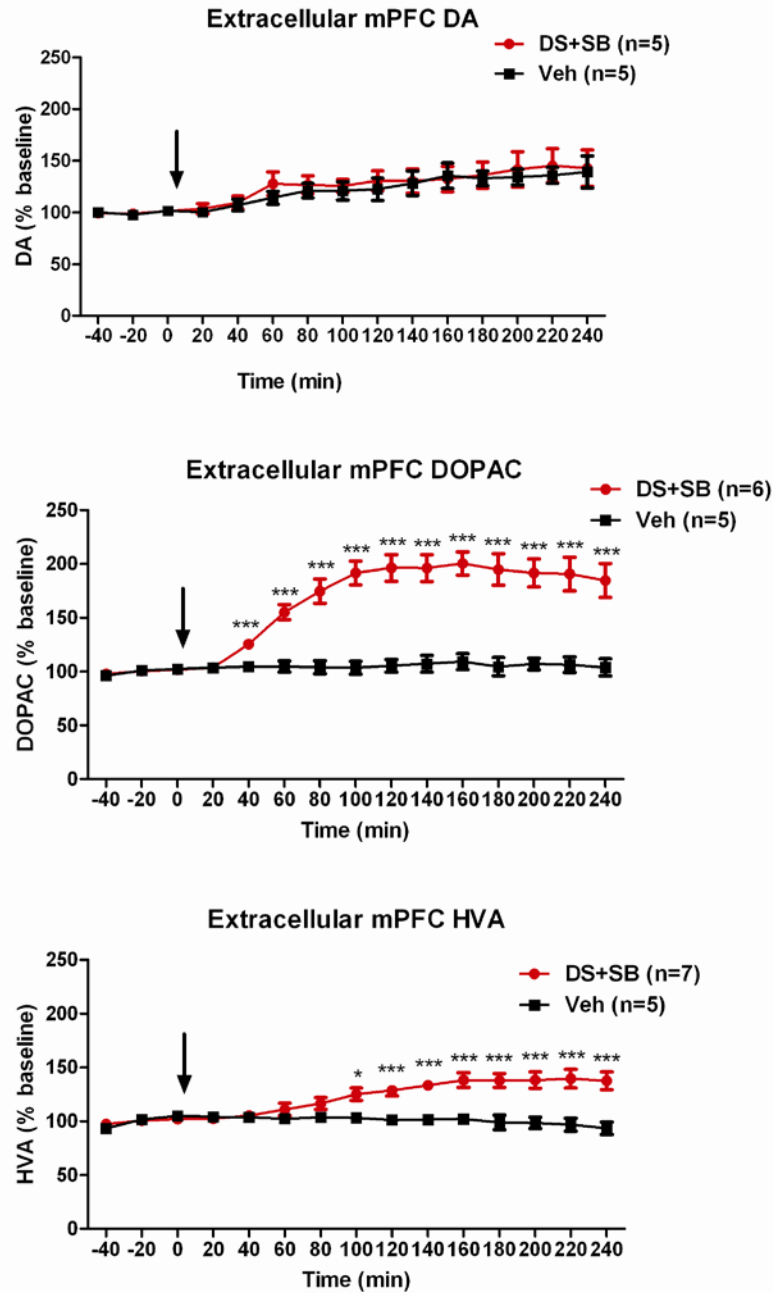 Extracellular mPFC DA
DS+SB (n=5)
Veh (n=5)
DA (% baseline)
250
200
150
100
50
0
-40 -20 0 20 40 60 80 100 120 140 160 180 200 220 240
Time (min)
Extracellular mPFC DOPAC
DS+SB (n=6)
Veh (n=5)
DOPAC (% baseline)
250
200
150
100
50
0
*** *** *** *** *** *** *** *** *** *** ***
-40 -20 0 20 40 60 80 100 120 140 160 180 200 220 240
Time (min)
Extracellular mPFC HVA
DS+SB (n=7)
Veh (n=5)
HVA (% baseline)
250
200
150
100
50
0
* *** *** *** *** *** *** ***
-40 -20 0 20 40 60 80 100 120 140 160 180 200 220 240
Time (min)